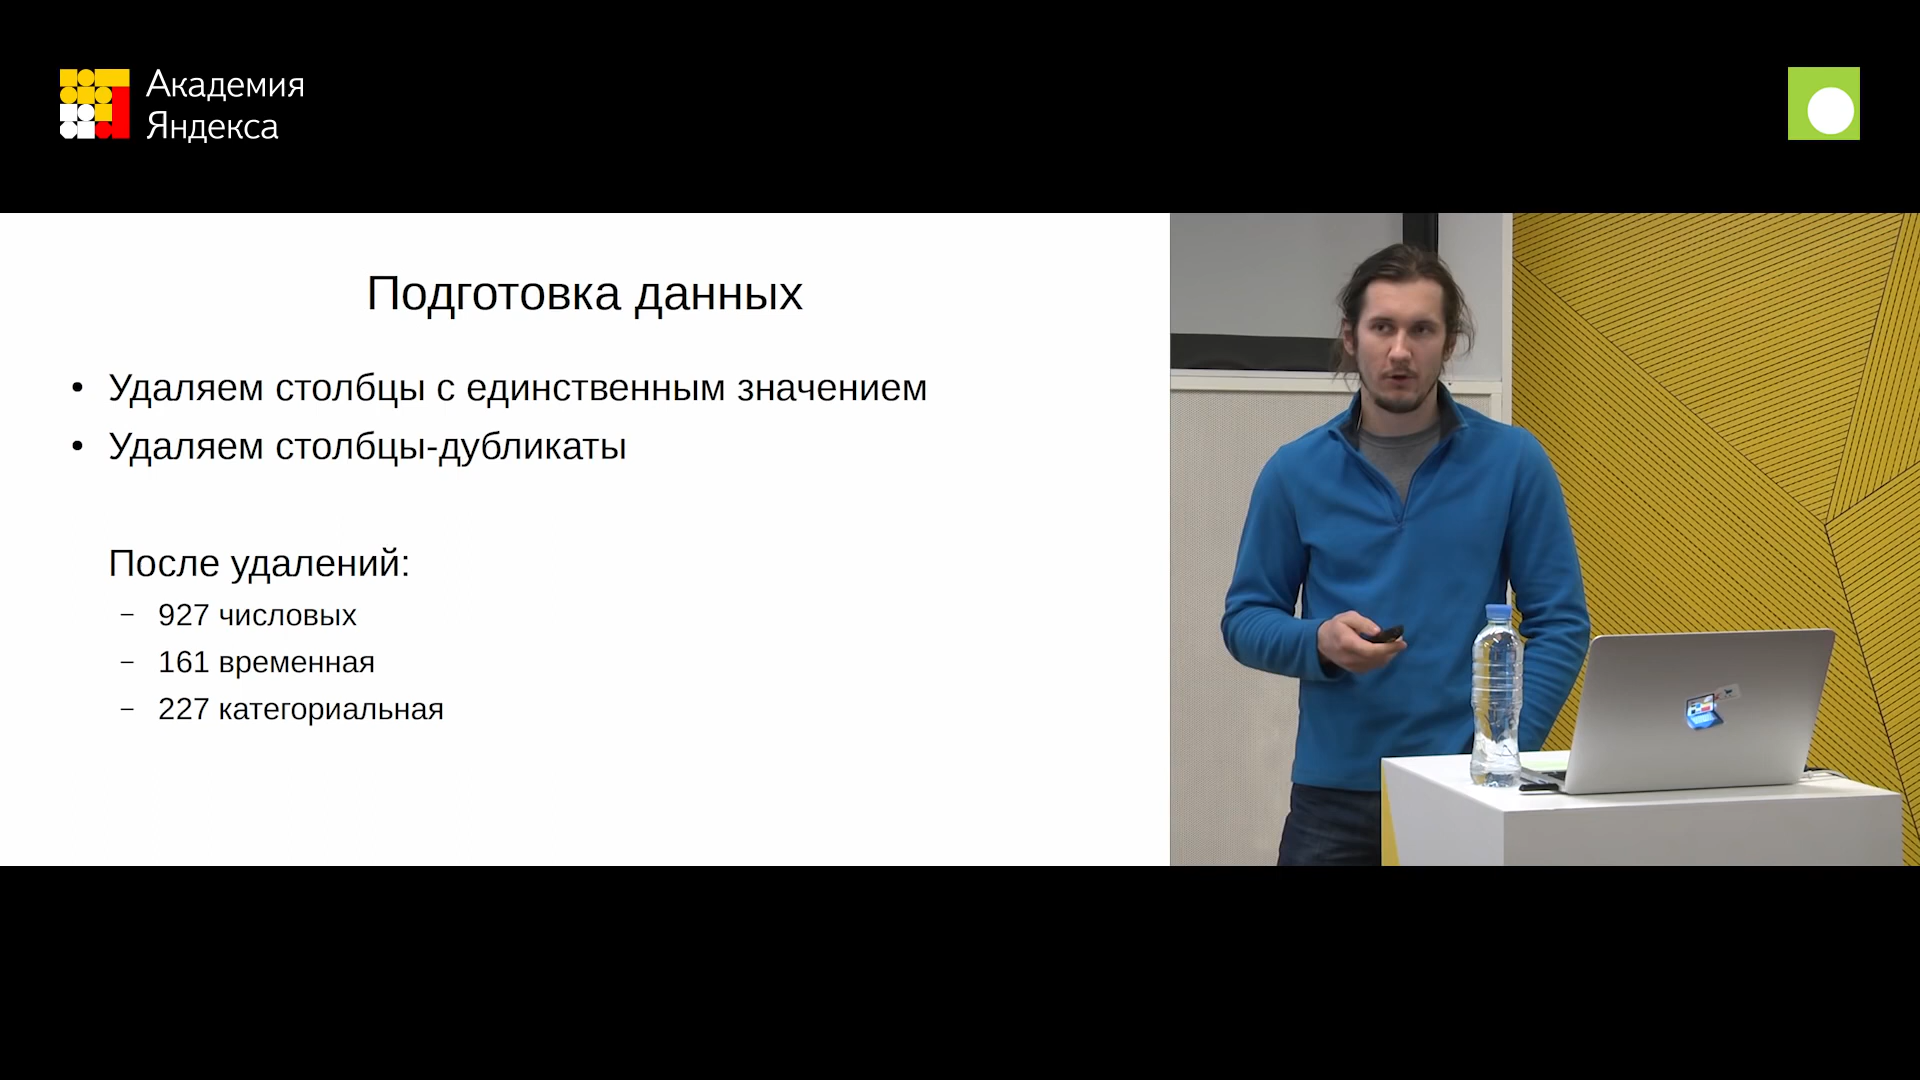 Академия
Яндекса
Подготовка данных
• Удаляем столбцы с единственным значением
• Удаляем столбцы-дубликаты
После удалений:
– 927 числовых
– 161 временная
– 227 категориальная